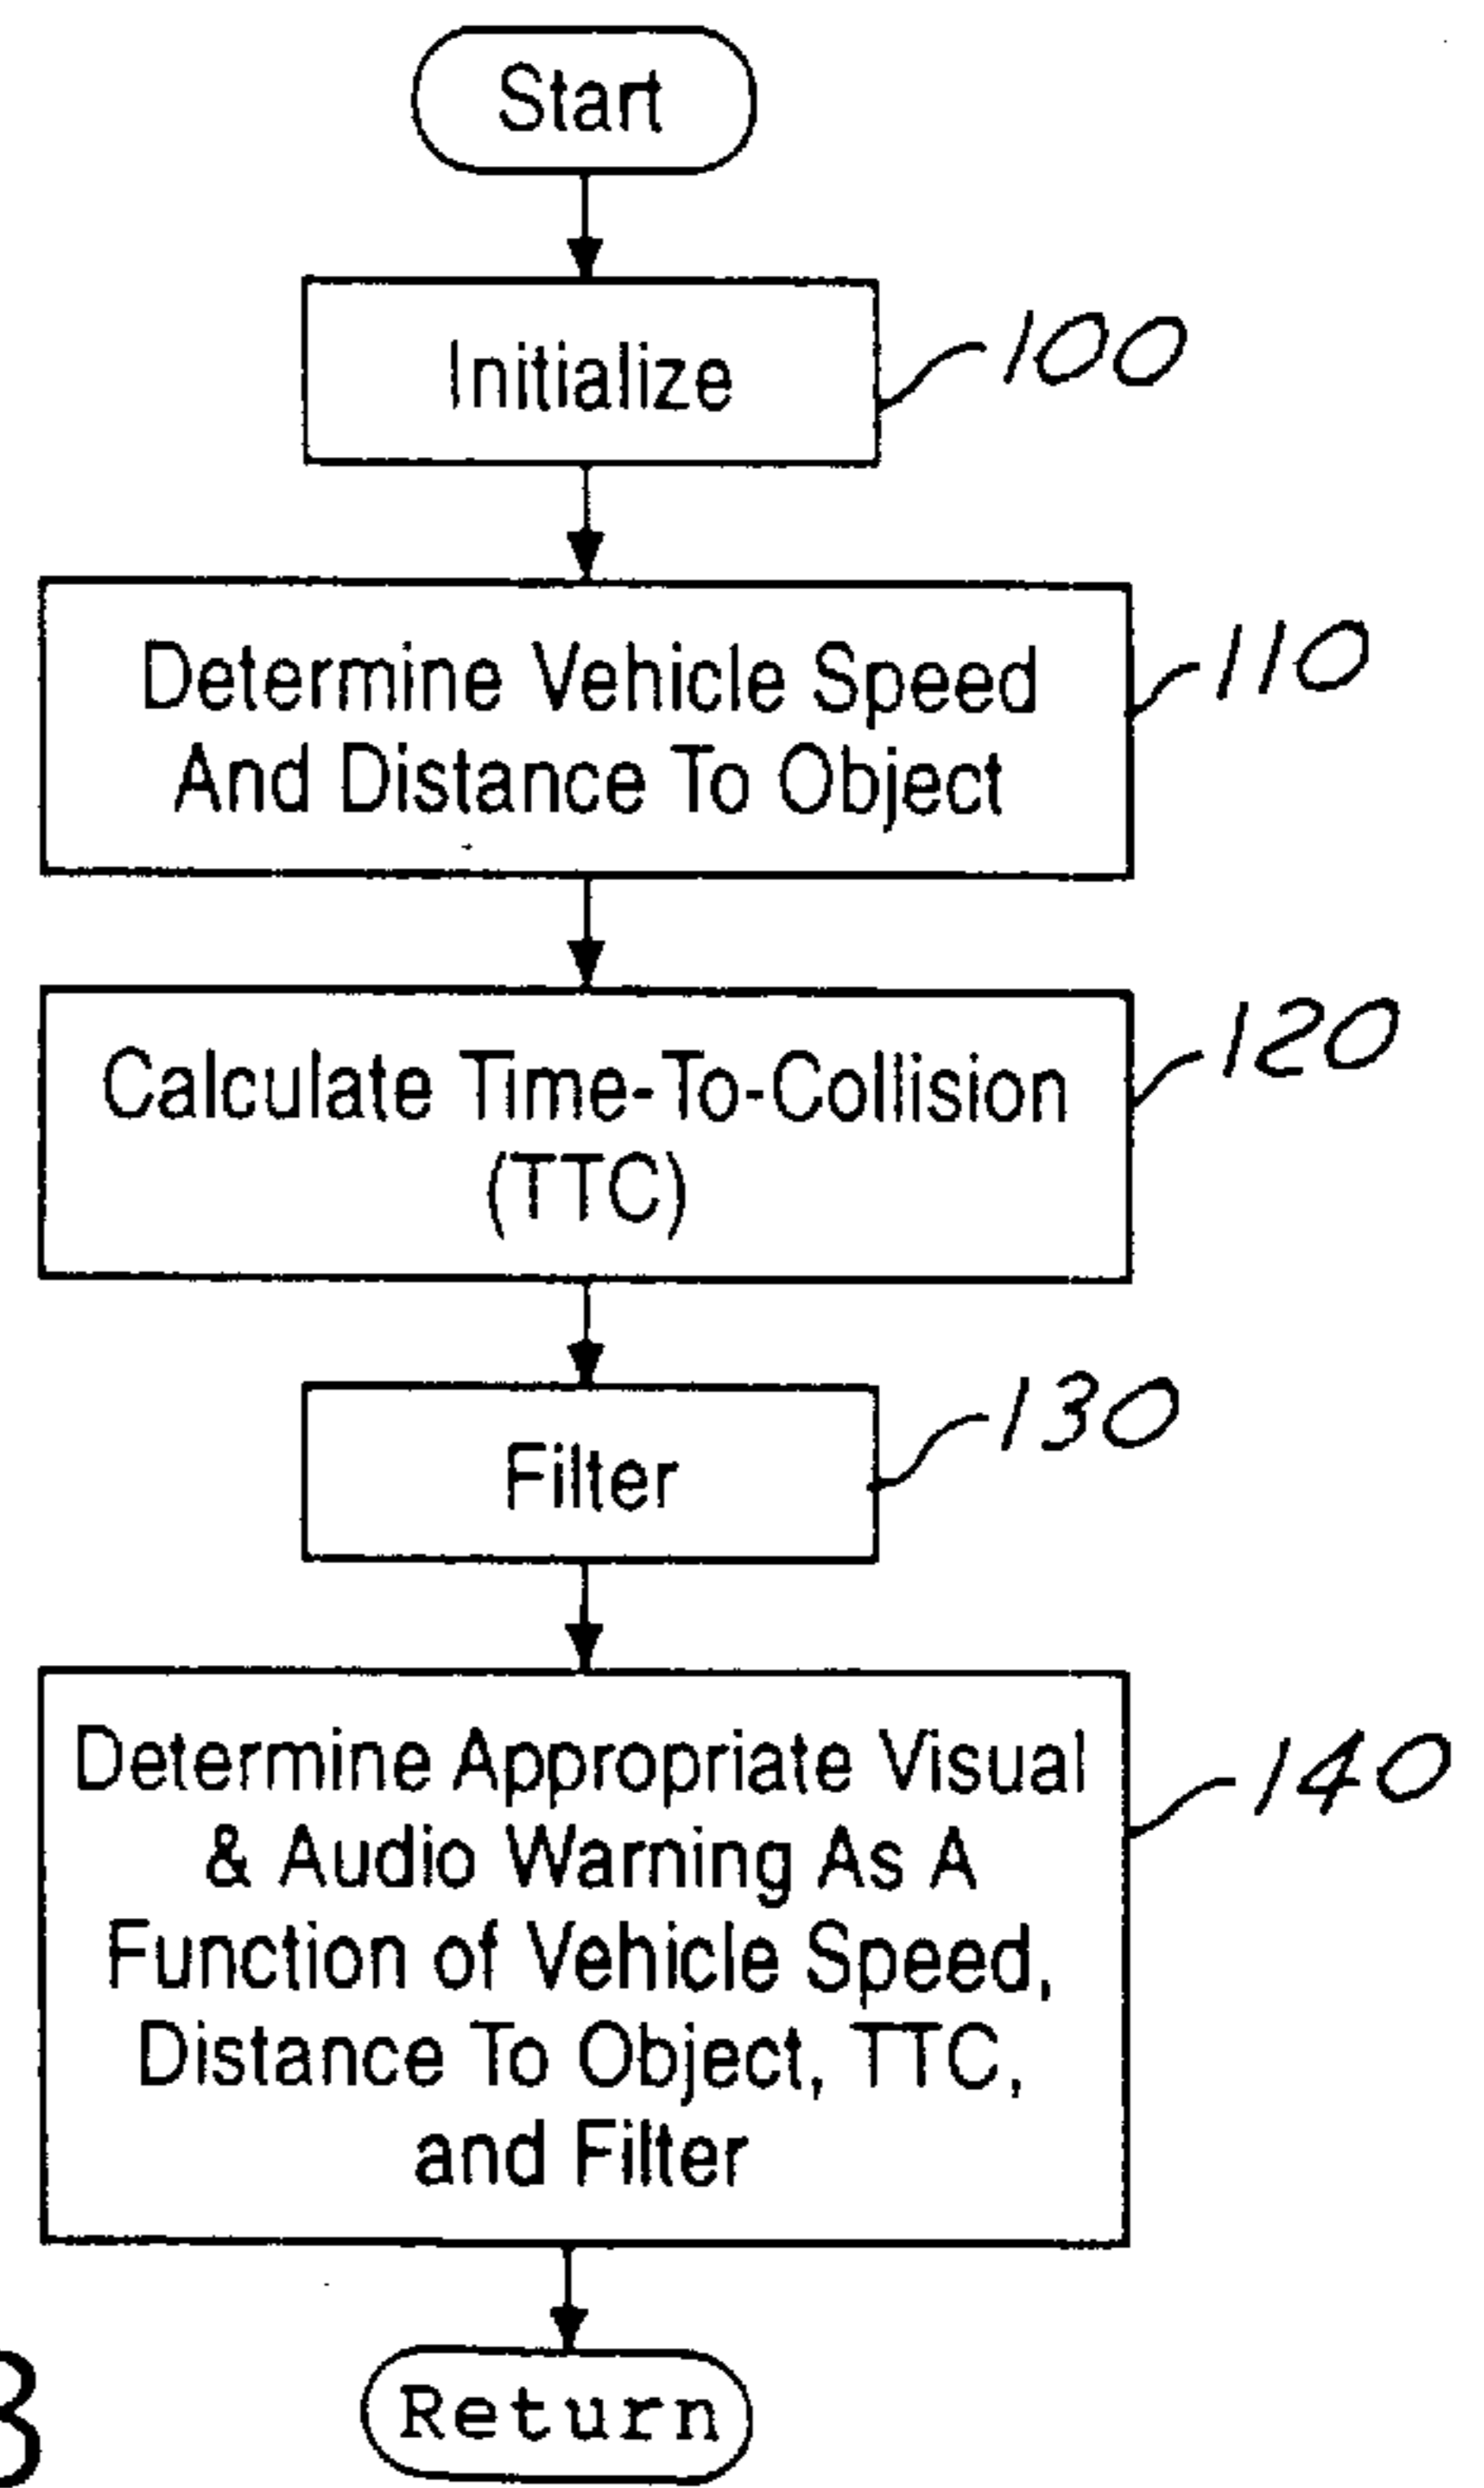 Start
Initialize
100
Determine Vehicle Speed
And Distance To Object
110
Calculate Time-To-Collision
(TTC)
120
Filter
130
Determine Appropriate Visual
& Audio Warning As A
Function of Vehicle Speed,
Distance To Object, TTC,
and Filter
140
Return